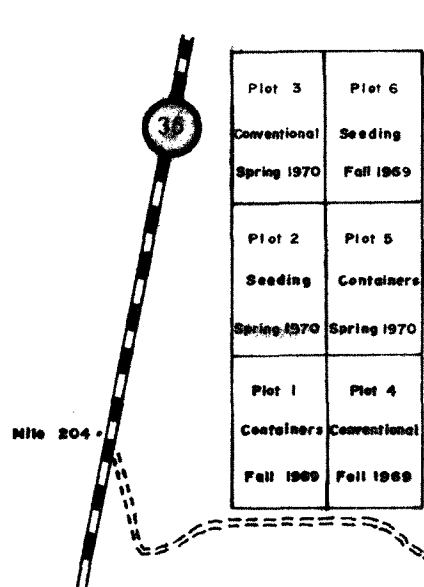 36
Plot 3
Conventional
Spring 1970
Plot 6
Seeding
Fall 1969
Plot 2
Seeding
Spring 1970
Plot 5
Containers
Spring 1970
Plot 1
Containers
Fall 1969
Plot 4
Conventional
Fall 1969
Mile 204